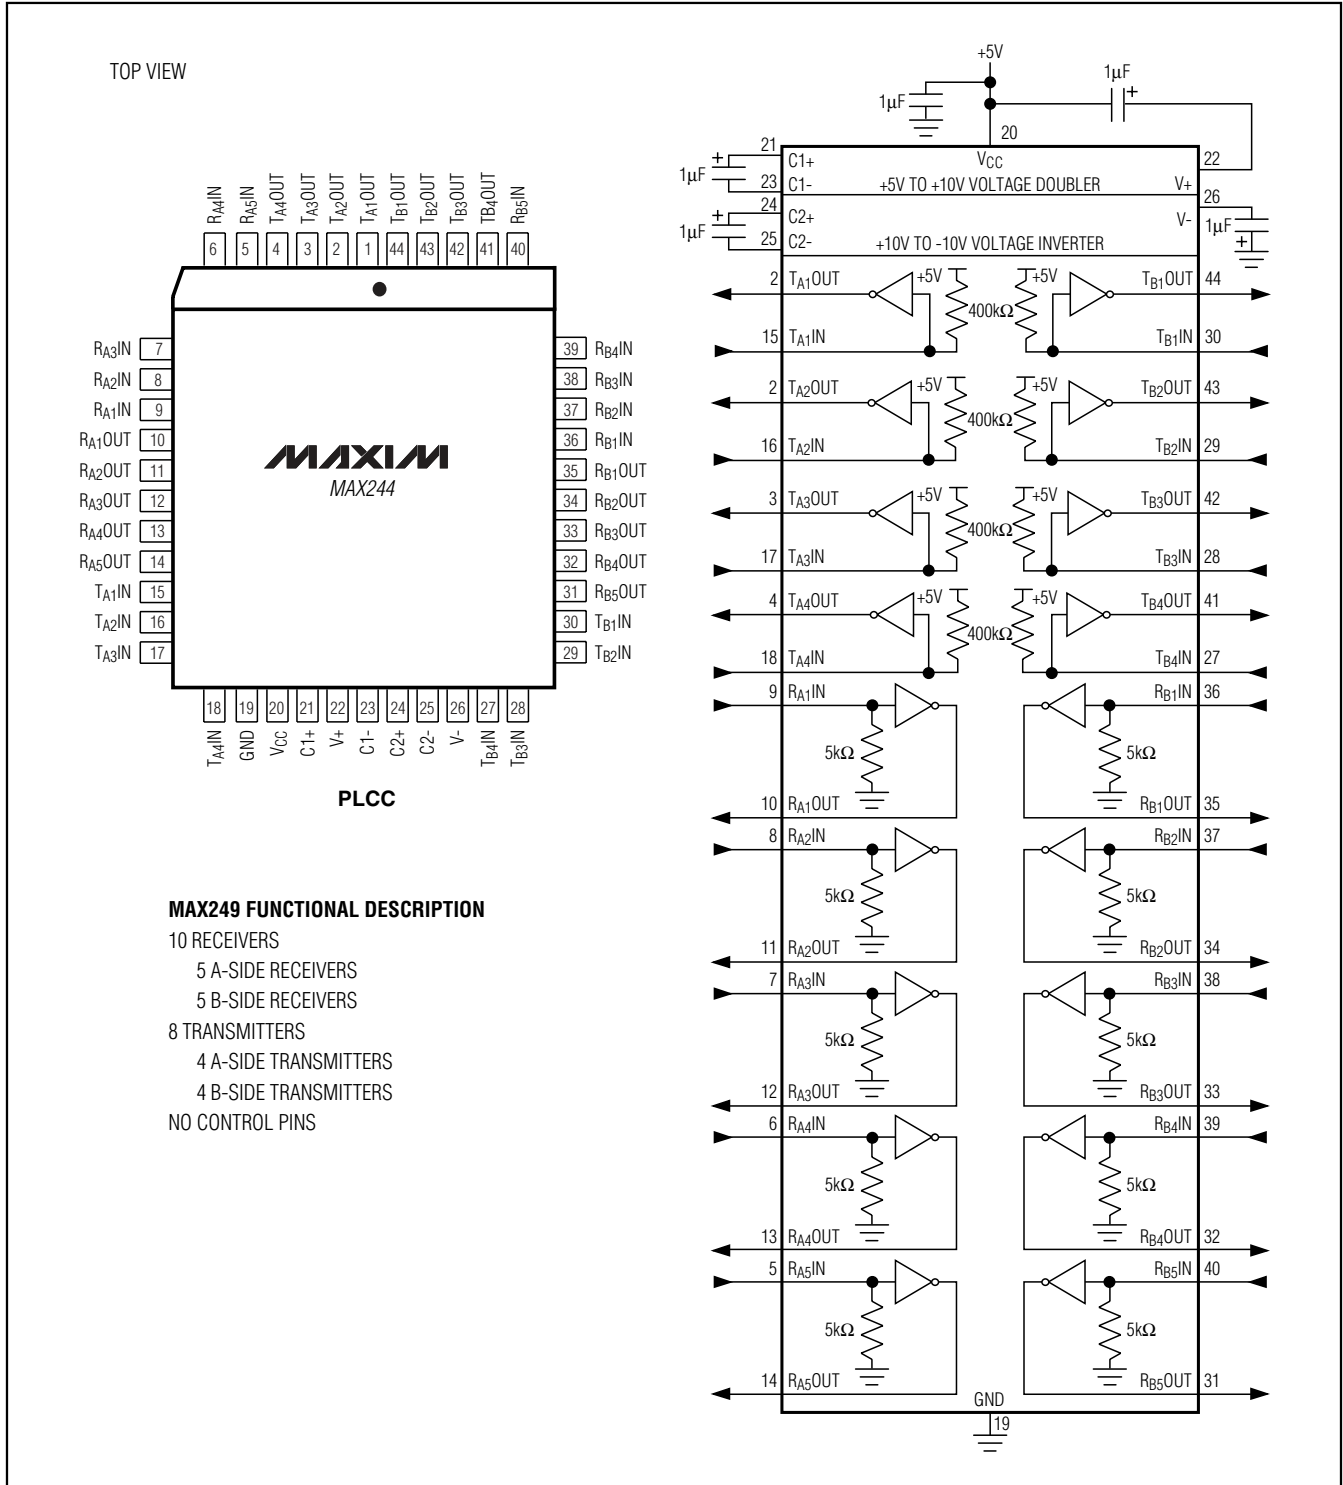 TOP VIEW
RA4IN RA5IN TA4OUT TA3OUT TA2OUT TA1OUT TB1OUT TB2OUT TB3OUT TB4OUT RB5IN
6 5 4 3 2 1 44 43 42 41 40
RA3IN 7
RA2IN 8
RA1IN 9
RA1OUT 10
RA2OUT 11
RA3OUT 12
RA4OUT 13
RA5OUT 14
TA1IN 15
TA2IN 16
TA3IN 17
MAXIM
MAX244
39 RB4IN
38 RB3IN
37 RB2IN
36 RB1IN
35 RB1OUT
34 RB2OUT
33 RB3OUT
32 RB4OUT
31 RB5OUT
30 TB1IN
29 TB2IN
18 19 20 21 22 23 24 25 26 27 28
TA4IN GND VCC C1+ V+ C1- C2+ C2- V- TB4IN TB3IN
PLCC
MAX249 FUNCTIONAL DESCRIPTION
10 RECEIVERS
5 A-SIDE RECEIVERS
5 B-SIDE RECEIVERS
8 TRANSMITTERS
4 A-SIDE TRANSMITTERS
4 B-SIDE TRANSMITTERS
NO CONTROL PINS
+5V
1µF
1µF +
20
21 C1+ VCC 22
1µF +
23 C1- +5V TO +10V VOLTAGE DOUBLER V+
26
24 C2+ V- 1µF +
1µF +
25 C2- +10V TO -10V VOLTAGE INVERTER
2 TA1OUT +5V +5V TB1OUT 44
400kΩ
15 TA1IN TB1IN 30
2 TA2OUT +5V +5V TB2OUT 43
400kΩ
16 TA2IN TB2IN 29
3 TA3OUT +5V +5V TB3OUT 42
400kΩ
17 TA3IN TB3IN 28
4 TA4OUT +5V +5V TB4OUT 41
400kΩ
18 TA4IN TB4IN 27
9 RA1IN RB1IN 36
5kΩ 5kΩ
10 RA1OUT RB1OUT 35
8 RA2IN RB2IN 37
5kΩ 5kΩ
11 RA2OUT RB2OUT 34
7 RA3IN RB3IN 38
5kΩ 5kΩ
12 RA3OUT RB3OUT 33
6 RA4IN RB4IN 39
5kΩ 5kΩ
13 RA4OUT RB4OUT 32
5 RA5IN RB5IN 40
5kΩ 5kΩ
14 RA5OUT RB5OUT 31
GND
19